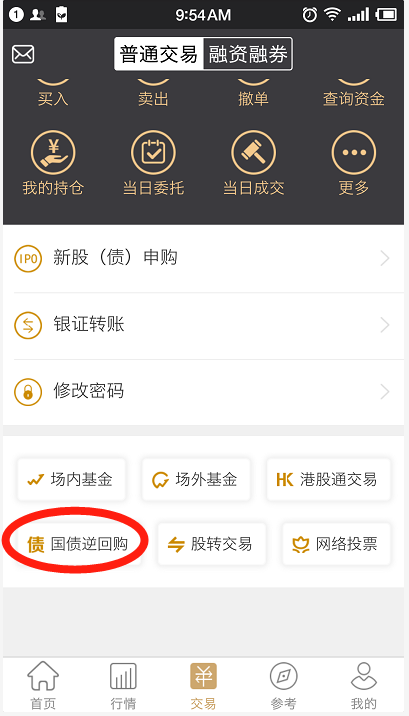 1 9:54AM
普通交易 融资融券
买入 卖出 撤单 查询资金
¥
我的持仓 当日委托 当日成交 更多
IPO 新股（债）申购
银证转账
修改密码
场内基金 场外基金 HK 港股通交易
债 国债逆回购 股转交易 网络投票
首页 行情 交易 参考 我的